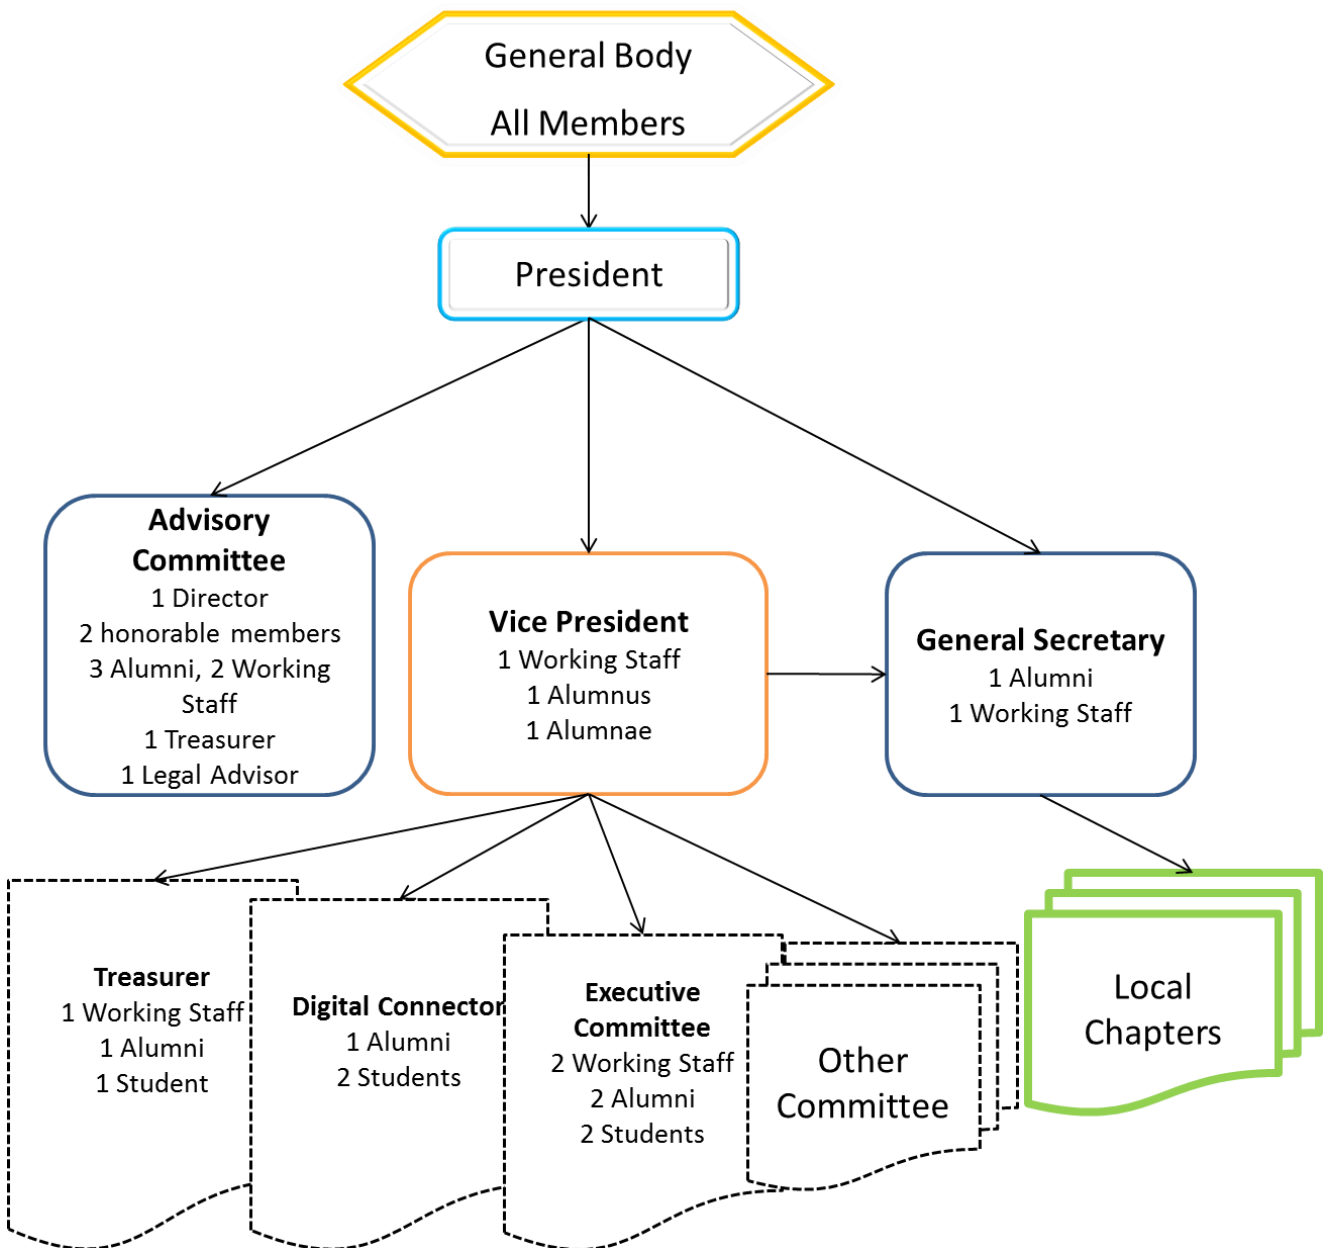 General Body
All Members
President
Advisory
Committee
1 Director
2 honorable members
3 Alumni, 2 Working
Staff
1 Treasurer
1 Legal Advisor
Vice President
1 Working Staff
1 Alumnus
1 Alumnae
General Secretary
1 Alumni
1 Working Staff
Treasurer
1 Working Staff
1 Alumni
1 Student
Digital Connector
1 Alumni
2 Students
Executive
Committee
2 Working Staff
2 Alumni
2 Students
Other
Committee
Local
Chapters